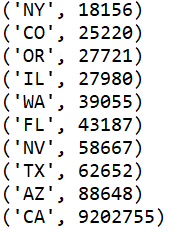 ('NY', 18156)
('CO', 25220)
('OR', 27721)
('IL', 27980)
('WA', 39055)
('FL', 43187)
('NV', 58667)
('TX', 62652)
('AZ', 88648)
('CA', 9202755)